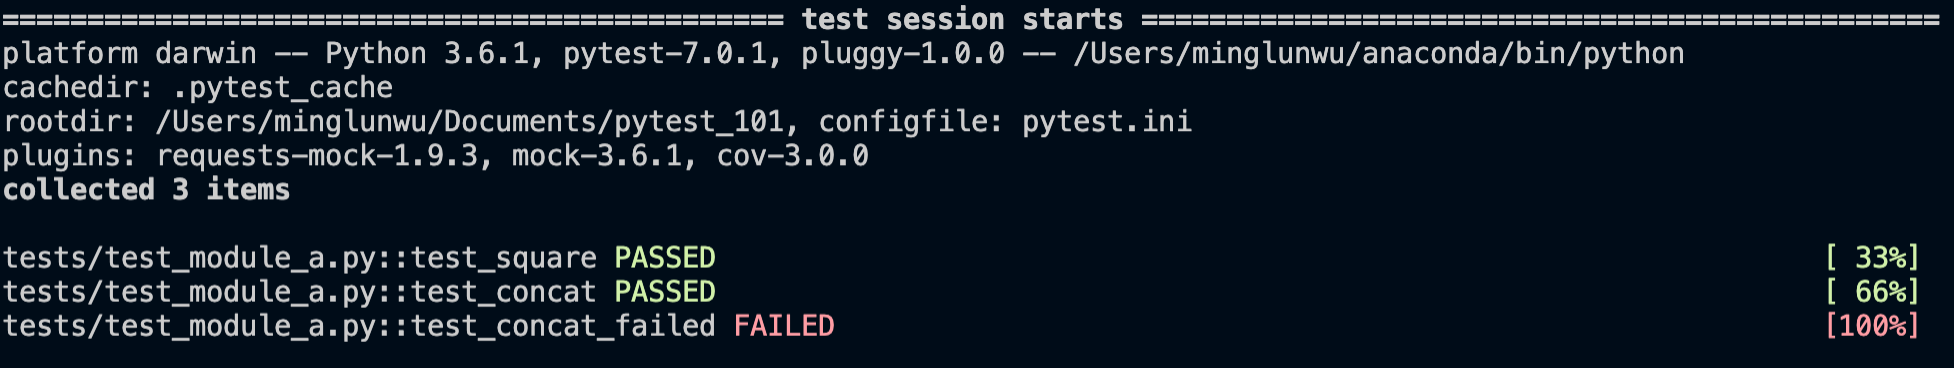 ============================================== test session starts ===============================================
platform darwin -- Python 3.6.1, pytest-7.0.1, pluggy-1.0.0 -- /Users/minglunwu/anaconda/bin/python
cachedir: .pytest_cache
rootdir: /Users/minglunwu/Documents/pytest_101, configfile: pytest.ini
plugins: requests-mock-1.9.3, mock-3.6.1, cov-3.0.0
collected 3 items

tests/test_module_a.py::test_square PASSED [ 33%]
tests/test_module_a.py::test_concat PASSED [ 66%]
tests/test_module_a.py::test_concat_failed FAILED [100%]